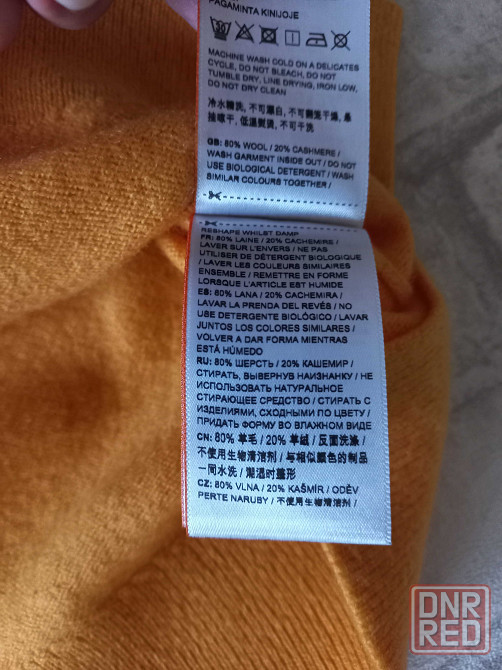 PAGAMINTA KINIJOJE
MACHINE WASH COLD ON A DELICATES
CYCLE, DO NOT BLEACH, DO NOT
TUMBLE DRY, LINE DRYING, IRON LOW,
DO NOT DRY CLEAN
冷水精洗, 不可漂白, 不可翻滚干燥, 悬
挂晾干, 低温熨烫, 不可干洗
GB: 80% WOOL / 20% CASHMERE /
WASH GARMENT INSIDE OUT / DO NOT
USE BIOLOGICAL DETERGENT / WASH
SIMILAR COLOURS TOGETHER /
RESHAPE WHILST DAMP
FR: 80% LAINE / 20% CACHEMIRE /
LAVER SUR L'ENVERS / NE PAS
UTILISER DE DÉTERGENT BIOLOGIQUE
/ LAVER LES COULEURS SIMILAIRES
ENSEMBLE / REMETTRE EN FORME
LORSQUE L'ARTICLE EST HUMIDE
ES: 80% LANA / 20% CACHEMIRA /
LAVAR LA PRENDA DEL REVÉS / NO
USE DETERGENTE BIOLÓGICO / LAVAR
JUNTOS LOS COLORES SIMILARES /
VOLVER A DAR FORMA MIENTRAS
ESTÁ HÚMEDO
RU: 80% ШЕРСТЬ / 20% КАШЕМИР /
СТИРАТЬ, ВЫВЕРНУВ НАИЗНАНКУ / НЕ
ИСПОЛЬЗОВАТЬ НАТУРАЛЬНОЕ
СТИРАЮЩЕЕ СРЕДСТВО / СТИРАТЬ С
ИЗДЕЛИЯМИ, СХОДНЫМИ ПО ЦВЕТУ /
ПРИДАТЬ ФОРМУ ВО ВЛАЖНОМ ВИДЕ
CN: 80% 羊毛 / 20% 羊绒 / 反面洗涤 /
不使用生物清洁剂 / 与相似颜色的制品
一同水洗 / 潮湿时整形
CZ: 80% VLNA / 20% KAŠMÍR / ODĚV
PERTE NARUBY / 不使用生物清洁剂 /
DNR
RED